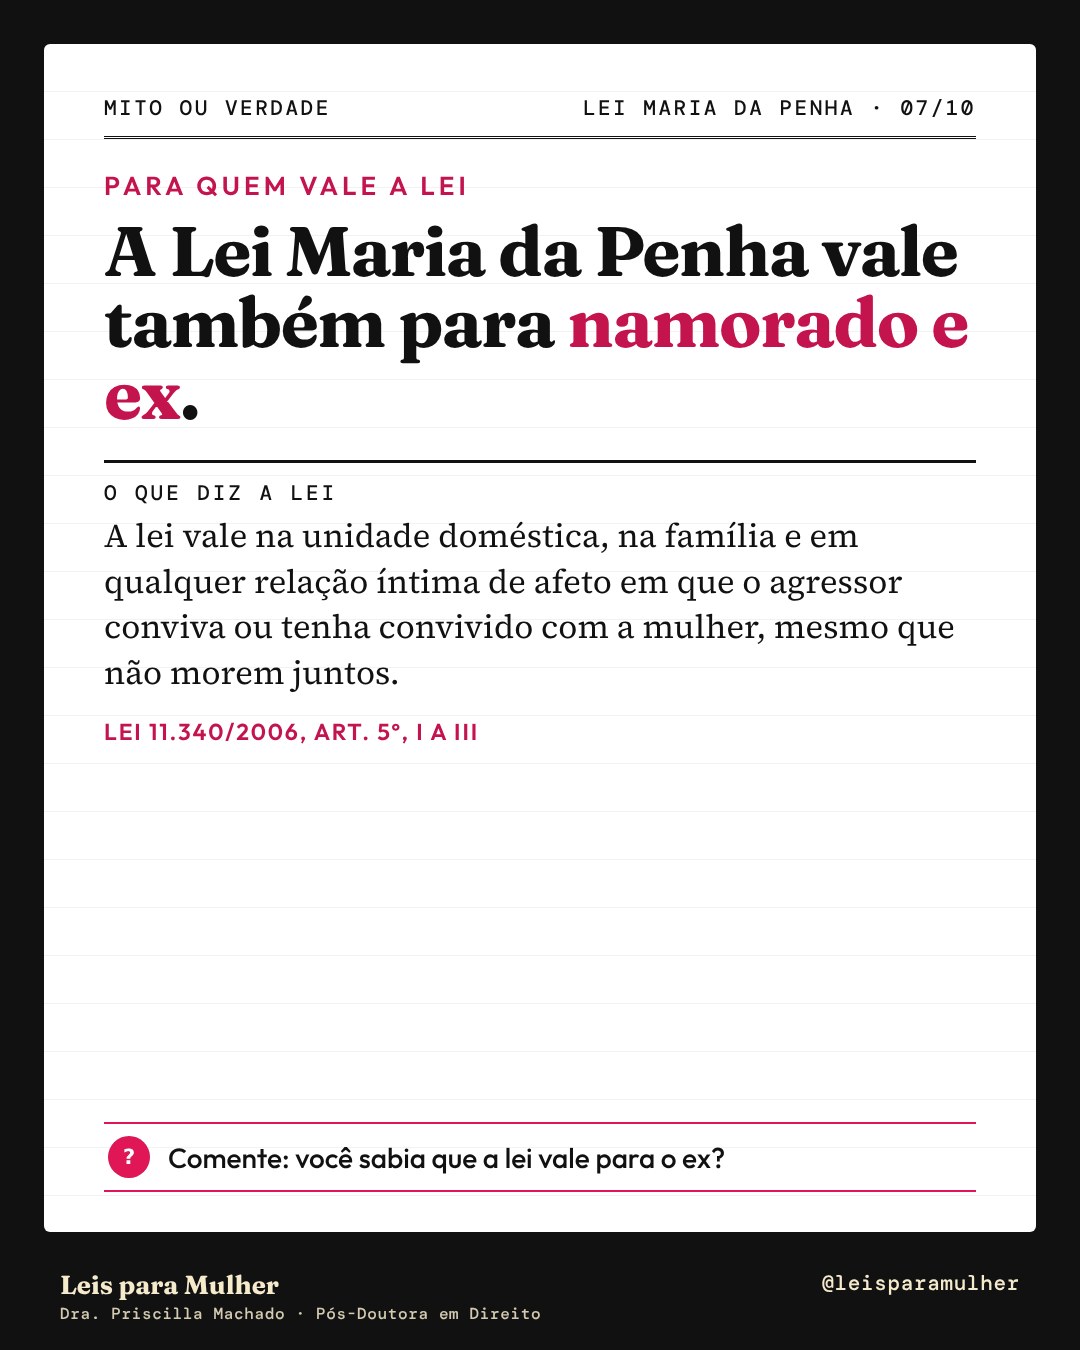 MITO OU VERDADE
LEI MARIA DA PENHA · 07/10
PARA QUEM VALE A LEI
A Lei Maria da Penha vale
também para namorado e
ex.
O QUE DIZ A LEI
A lei vale na unidade doméstica, na família e em
qualquer relação íntima de afeto em que o agressor
conviva ou tenha convivido com a mulher, mesmo que
não morem juntos.
LEI 11.340/2006, ART. 5º, I A III
? Comente: você sabia que a lei vale para o ex?
Leis para Mulher
@leisparamulher
Dra. Priscilla Machado · Pós-Doutora em Direito